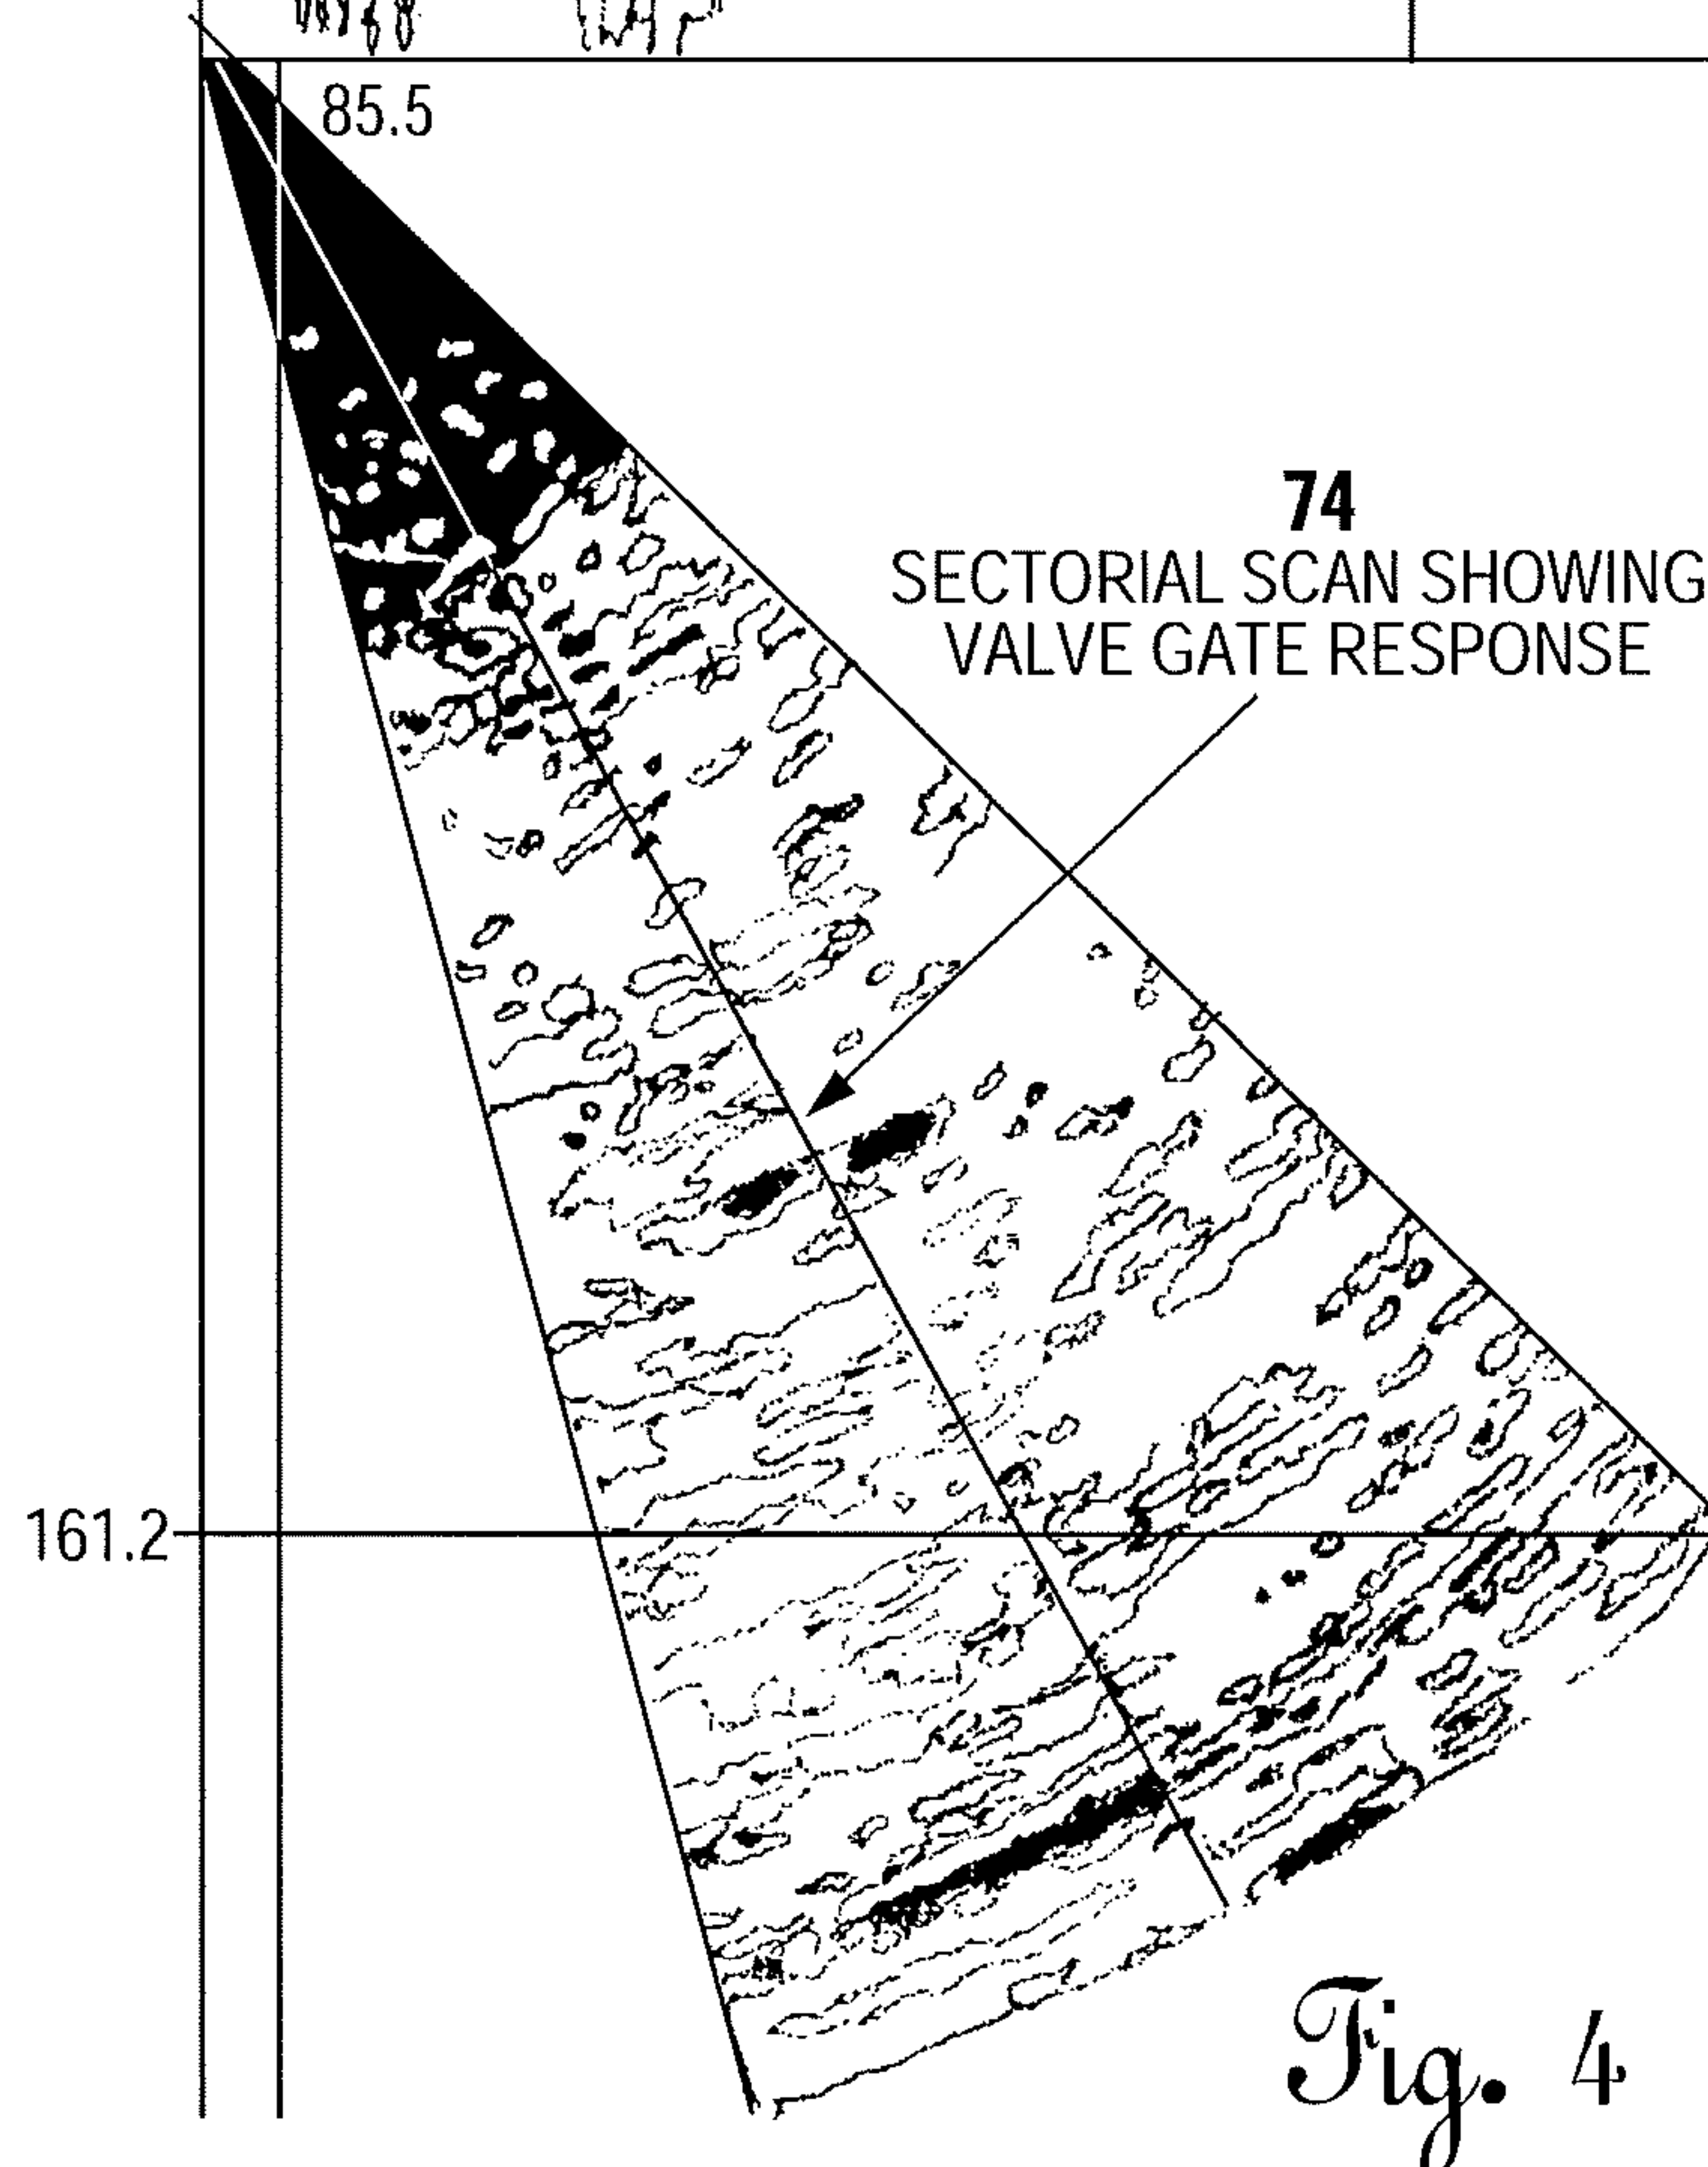 85.5
74
SECTORIAL SCAN SHOWING
VALVE GATE RESPONSE
161.2
Fig. 4